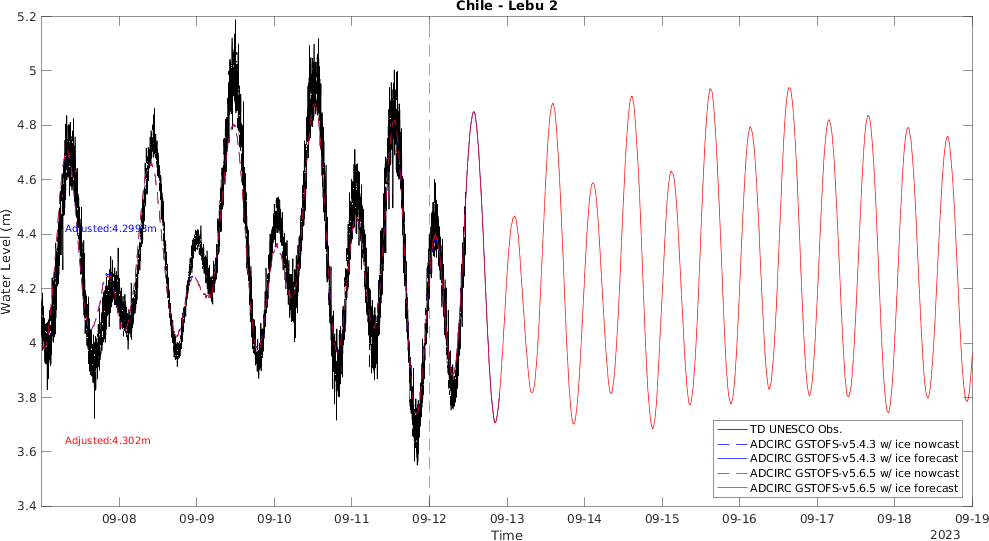 Chile - Lebu 2
5.2
5
4.8
4.6
4.4
4.2
4
3.8
3.6
3.4
Water Level (m)
Adjusted:4.2993m
Adjusted:4.302m
TD UNESCO Obs.
ADCIRC GSTOFS-v5.4.3 w/ ice nowcast
ADCIRC GSTOFS-v5.4.3 w/ ice forecast
ADCIRC GSTOFS-v5.6.5 w/ ice nowcast
ADCIRC GSTOFS-v5.6.5 w/ ice forecast
09-08 09-09 09-10 09-11 09-12 09-13 09-14 09-15 09-16 09-17 09-18 09-19
Time
2023